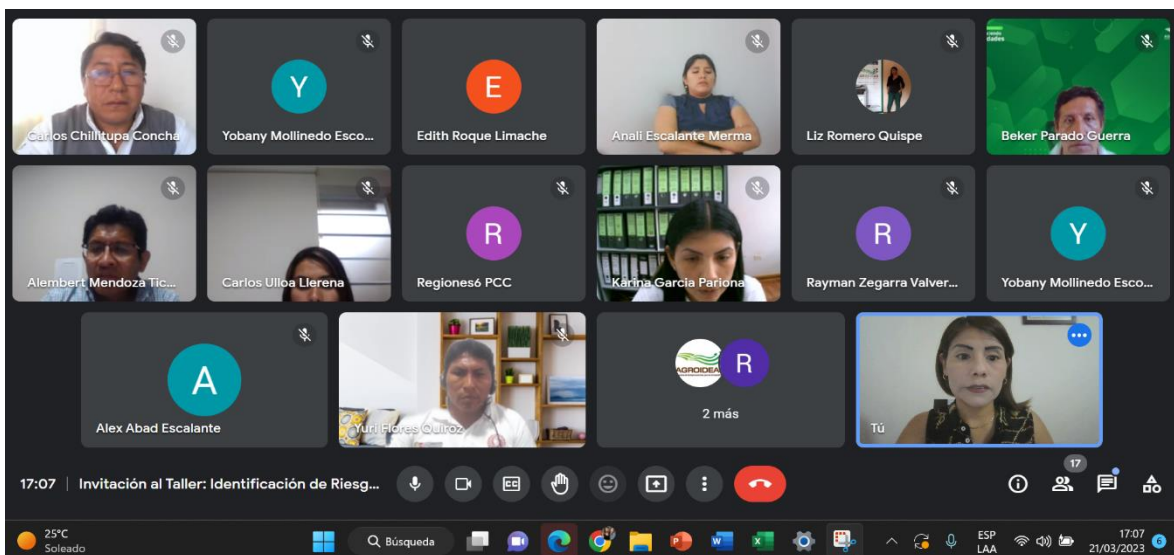 Carlos Chillitupa Concha
Y
Yobany Mollinedo Esco...
E
Edith Roque Limache
Anali Escalante Merma
Liz Romero Quispe
dades
Beker Parado Guerra
Alembert Mendoza Tic...
Carlos Ulloa Llerena
R
Regiones6 PCC
Karina Garcia Pariona
R
Rayman Zegarra Valver...
Y
Yobany Mollinedo Esco...
A
Alex Abad Escalante
Yuri Flores Quiroz
AGROIDEA
R
2 más
Tú
17:07 | Invitación al Taller: Identificación de Riesg...
17
25°C
Soleado
Búsqueda
ESP
LAA
17:07
21/03/2023
6